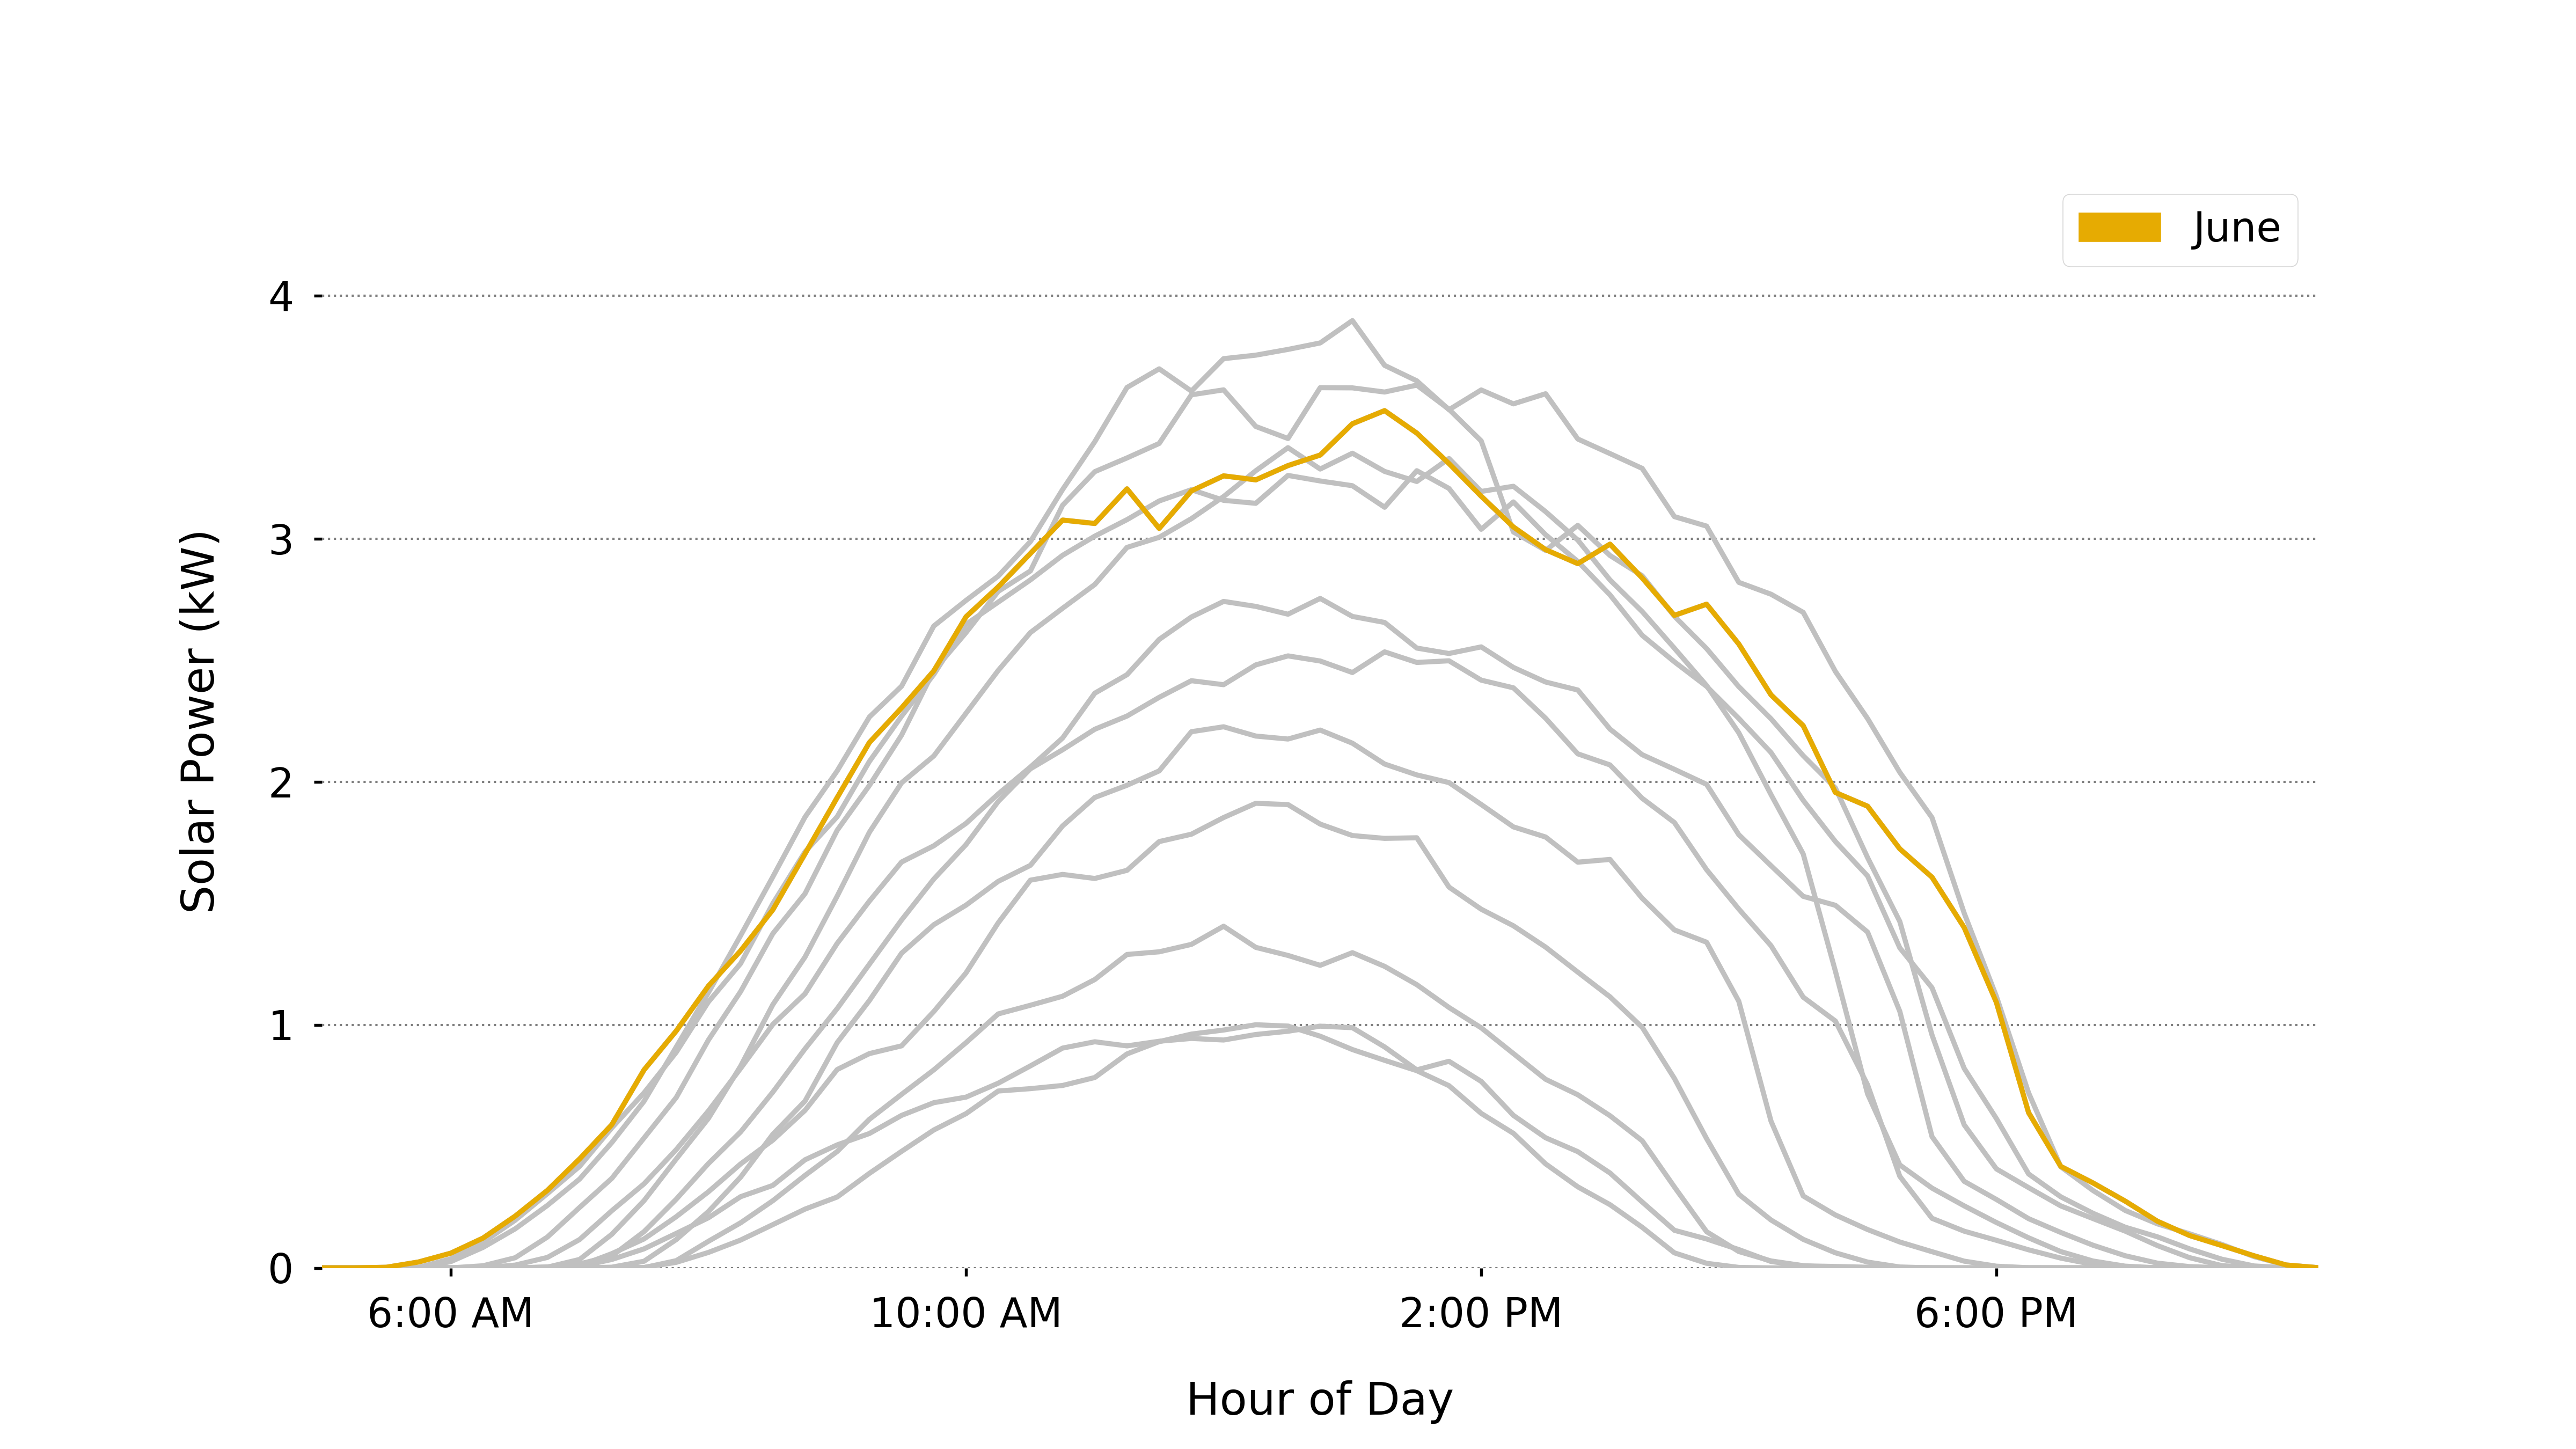 June
4
3
2
1
0
Solar Power (kW)
6:00 AM
10:00 AM
2:00 PM
6:00 PM
Hour of Day